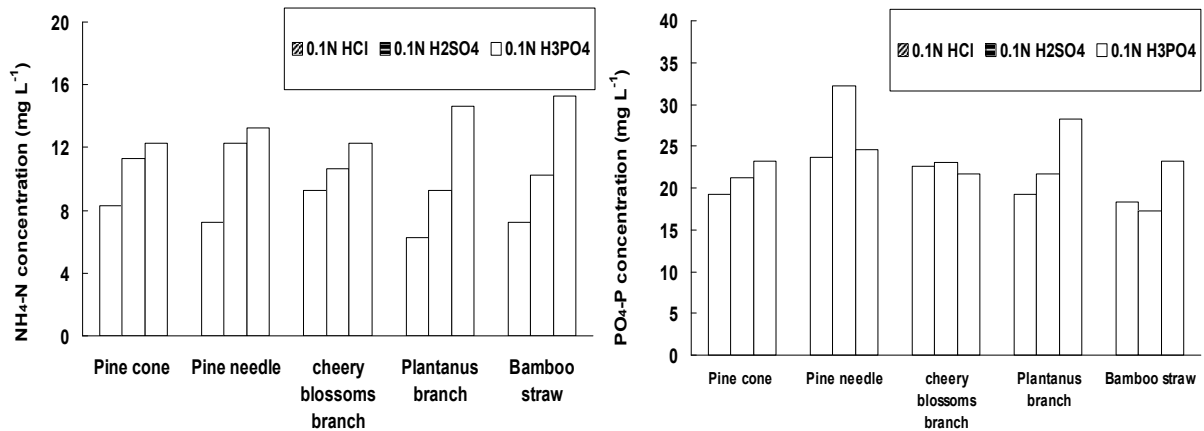 NH₄-N concentration (mg L⁻¹)
20
16
12
8
4
0
0.1N HCl 0.1N H2SO4 0.1N H3PO4
Pine cone
Pine needle
cheery
blossoms
branch
Plantanus
branch
Bamboo
straw
PO₄-P concentration (mg L⁻¹)
40
35
30
25
20
15
10
5
0
0.1N HCl 0.1N H2SO4 0.1N H3PO4
Pine cone
Pine needle
cheery
blossoms
branch
Plantanus
branch
Bamboo straw